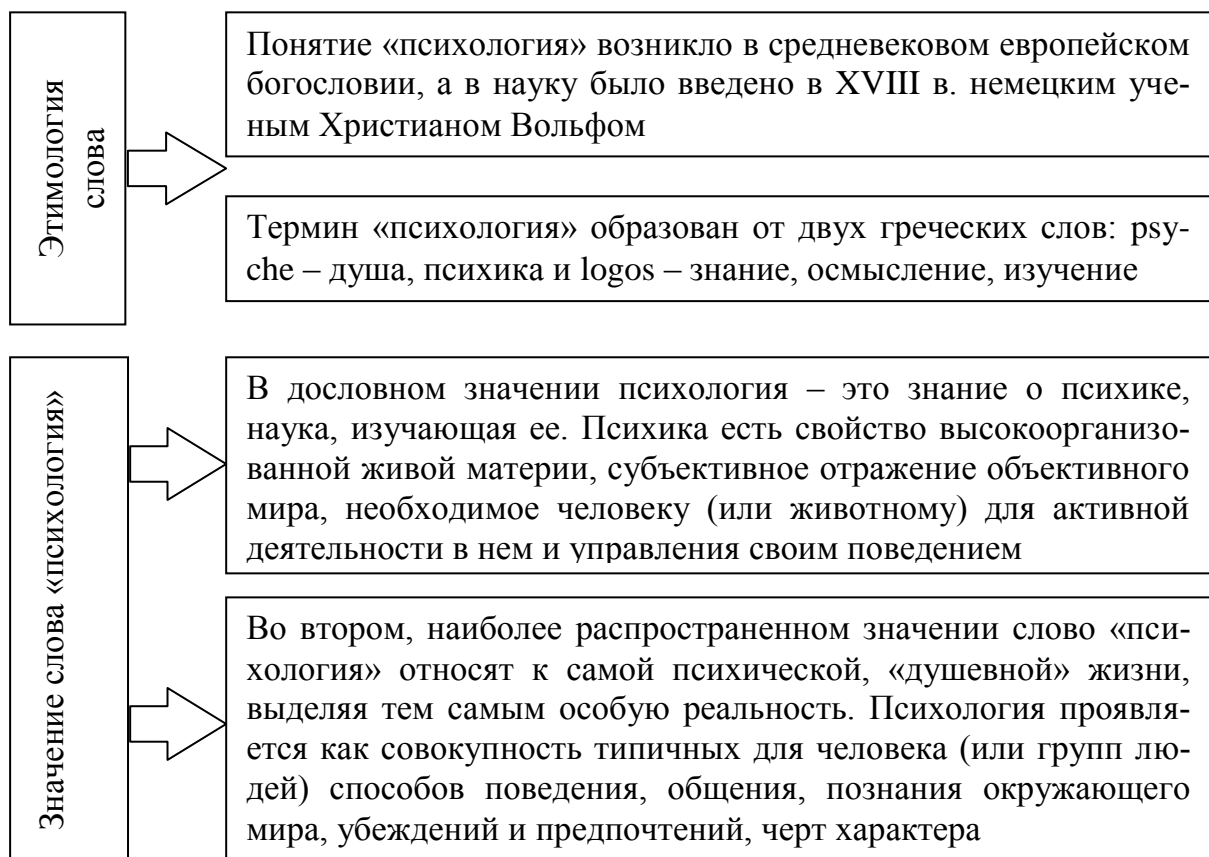 Этимология
слова
Понятие «психология» возникло в средневековом европейском
богословии, а в науку было введено в XVIII в. немецким уче-
ным Христианом Вольфом
Термин «психология» образован от двух греческих слов: psy-
che – душа, психика и logos – знание, осмысление, изучение
Значение слова «психология»
В дословном значении психология – это знание о психике,
наука, изучающая ее. Психика есть свойство высокоорганизо-
ванной живой материи, субъективное отражение объективного
мира, необходимое человеку (или животному) для активной
деятельности в нем и управления своим поведением
Во втором, наиболее распространенном значении слово «пси-
хология» относят к самой психической, «душевной» жизни,
выделяя тем самым особую реальность. Психология проявля-
ется как совокупность типичных для человека (или групп лю-
дей) способов поведения, общения, познания окружающего
мира, убеждений и предпочтений, черт характера